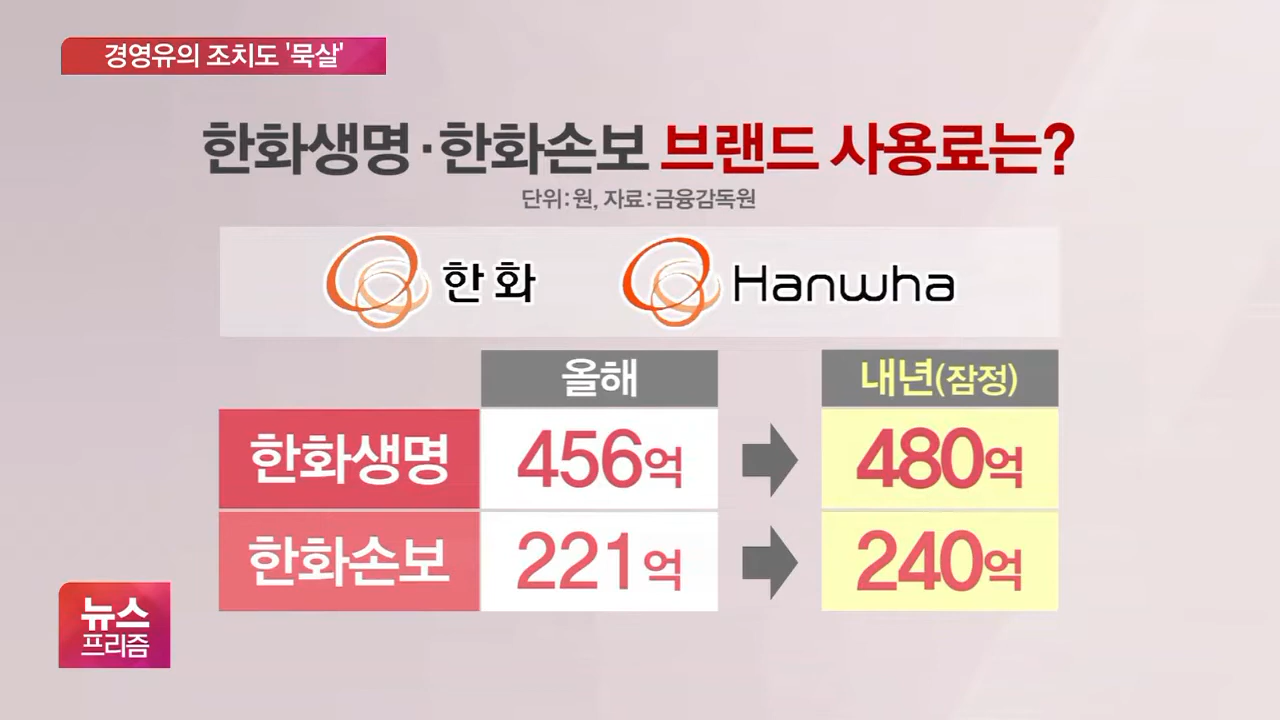 경영유의 조치도 '묵살'
한화생명·한화손보 브랜드 사용료는?
단위:원, 자료:금융감독원
한화 Hanwha
올해 내년(잠정)
한화생명 456억 480억
한화손보 221억 240억
뉴스
프리즘